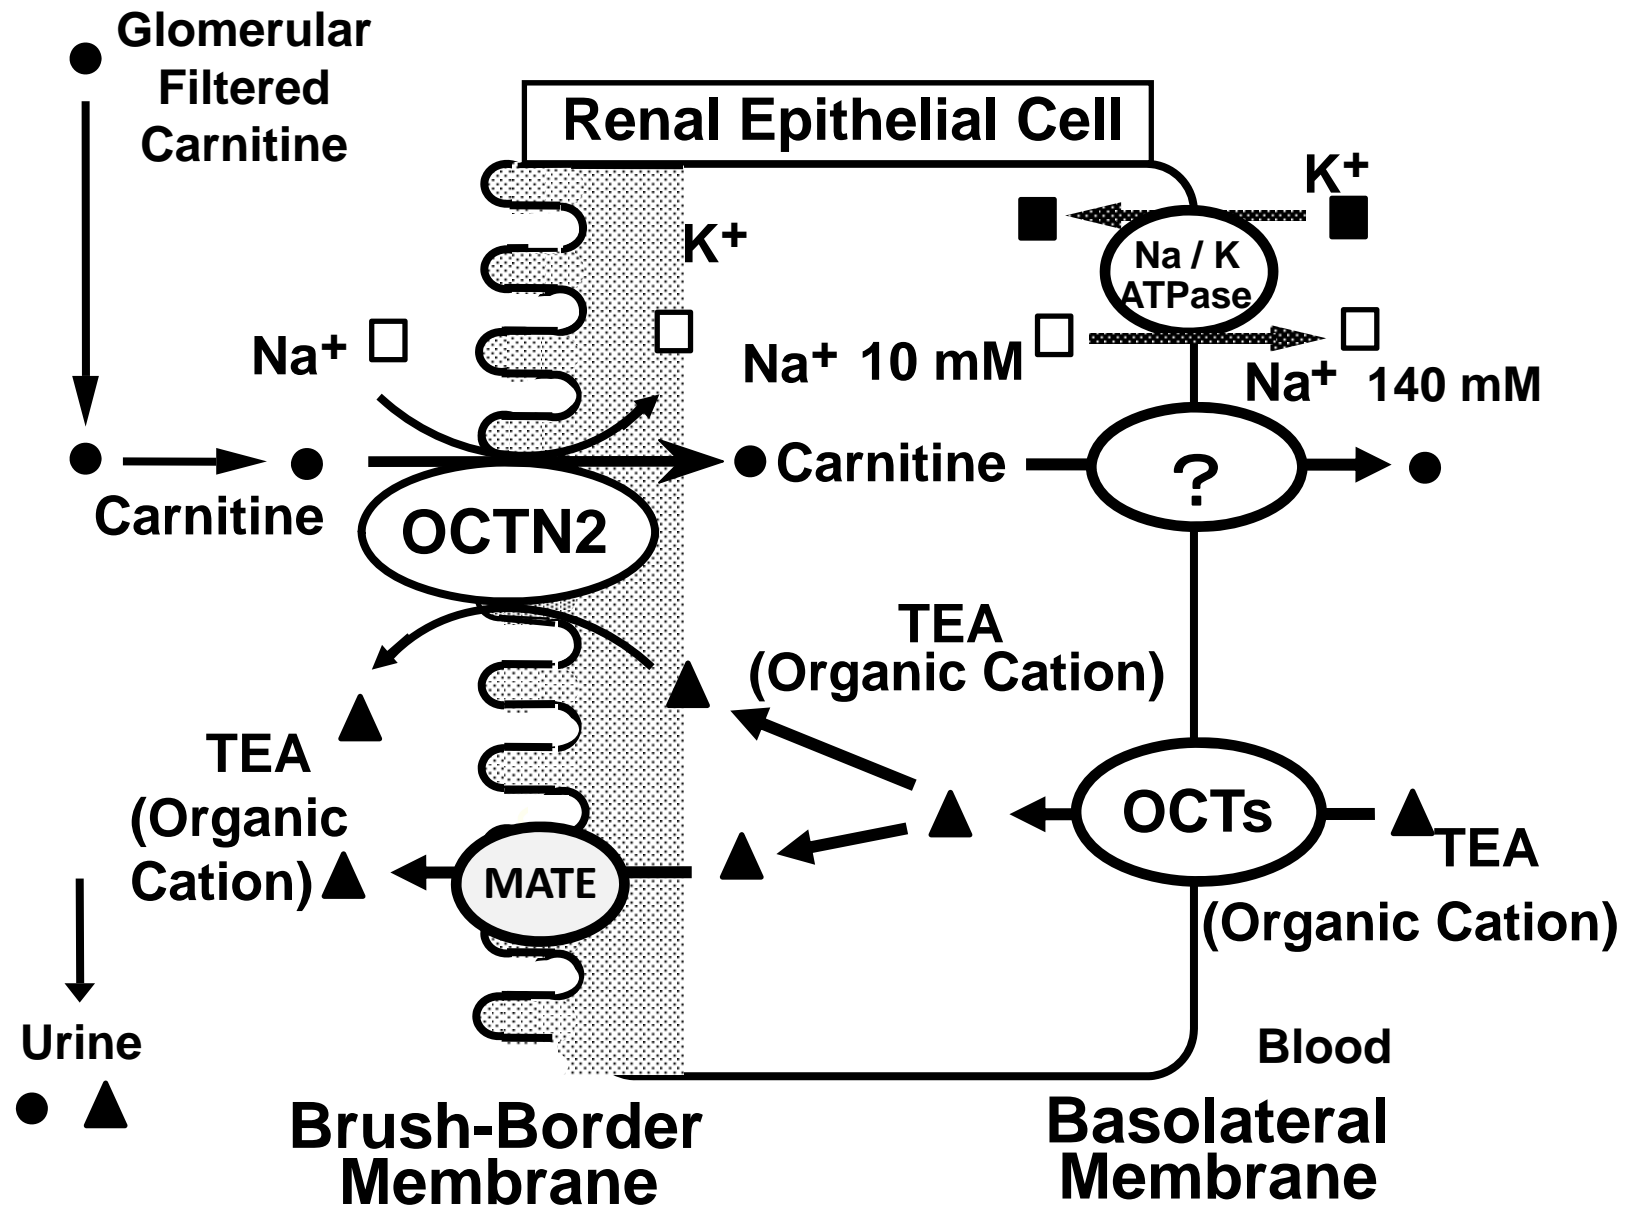 Glomerular
Filtered
Carnitine
Renal Epithelial Cell
K+
K+
Na / K
ATPase
Na+
Na+ 10 mM
Na+ 140 mM
Carnitine
Carnitine
?
OCTN2
TEA
(Organic Cation)
TEA
(Organic
Cation)
OCTs
TEA
(Organic Cation)
MATE
Urine
Blood
Brush-Border
Membrane
Basolateral
Membrane